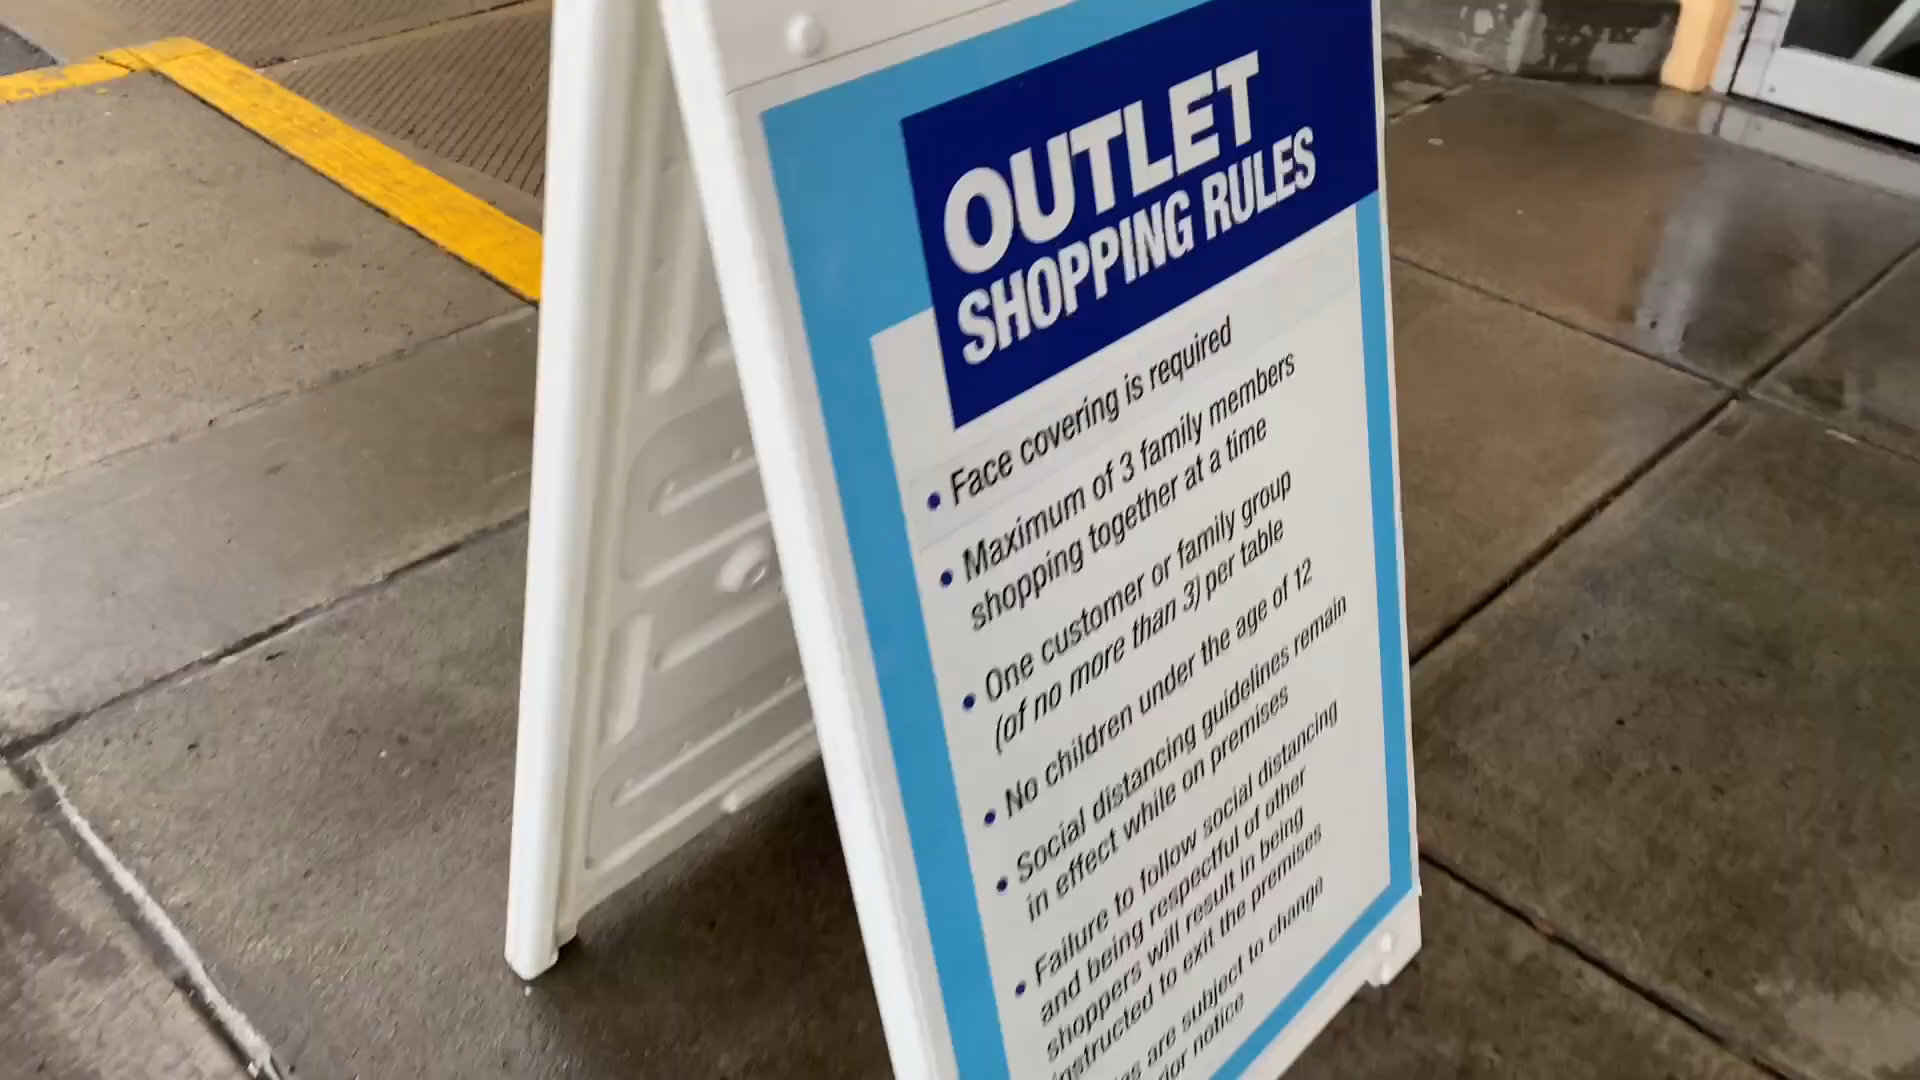 OUTLET
SHOPPING RULES
• Face covering is required
• Maximum of 3 family members
shopping together at a time
• One customer or family group
(of no more than 3) per table
• No children under the age of 12
• Social distancing guidelines remain
in effect while on premises
• Failure to follow social distancing
and being respectful of other
shoppers will result in being
instructed to exit the premises
are subject to change
notice